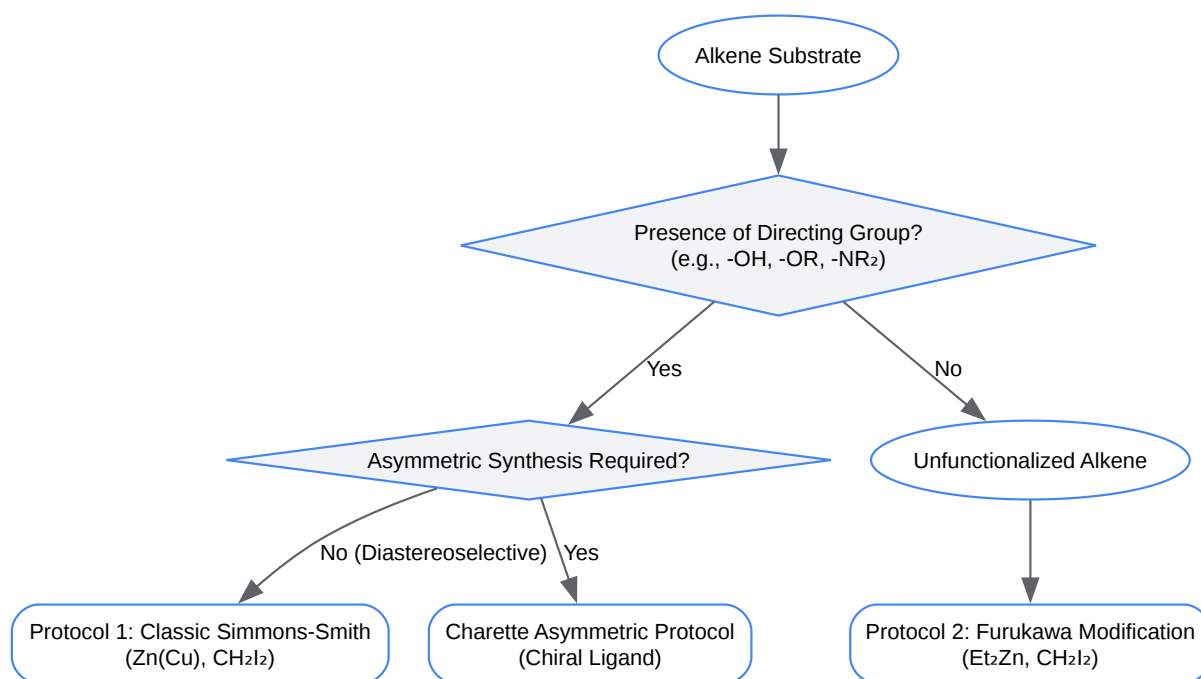 Alkene Substrate
Presence of Directing Group?
(e.g., -OH, -OR, -NR₂)
Yes
No
Asymmetric Synthesis Required?
Unfunctionalized Alkene
No (Diastereoselective)
Yes
Protocol 1: Classic Simmons-Smith
(Zn(Cu), CH₂I₂)
Charette Asymmetric Protocol
(Chiral Ligand)
Protocol 2: Furukawa Modification
(Et₂Zn, CH₂I₂)